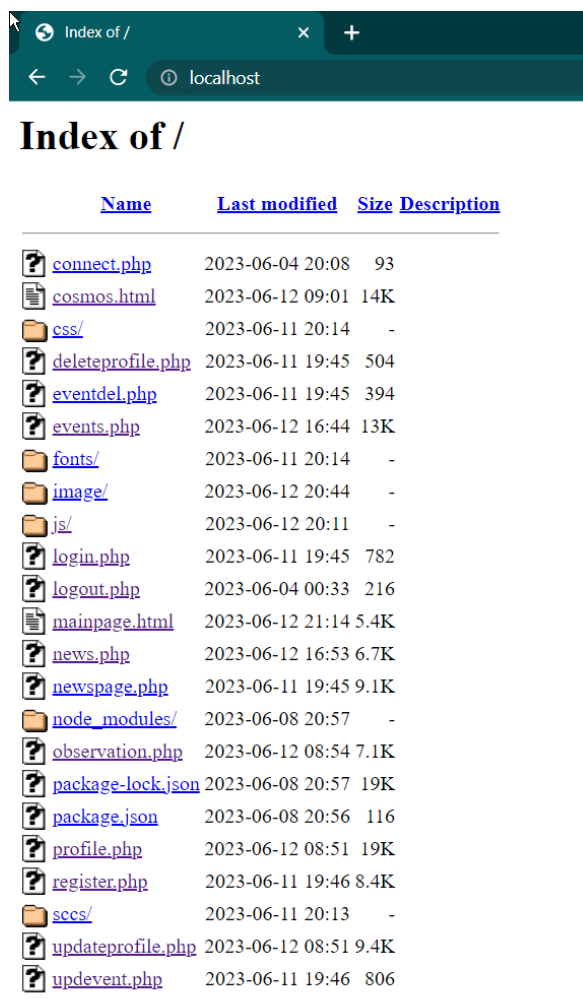 Index of /
localhost
Index of /
Name Last modified Size Description
connect.php 2023-06-04 20:08 93
cosmos.html 2023-06-12 09:01 14K
css/ 2023-06-11 20:14 -
deleteprofile.php 2023-06-11 19:45 504
eventdel.php 2023-06-11 19:45 394
events.php 2023-06-12 16:44 13K
fonts/ 2023-06-11 20:14 -
image/ 2023-06-12 20:44 -
js/ 2023-06-12 20:11 -
login.php 2023-06-11 19:45 782
logout.php 2023-06-04 00:33 216
mainpage.html 2023-06-12 21:14 5.4K
news.php 2023-06-12 16:53 6.7K
newspage.php 2023-06-11 19:45 9.1K
node_modules/ 2023-06-08 20:57 -
observation.php 2023-06-12 08:54 7.1K
package-lock.json 2023-06-08 20:57 19K
package.json 2023-06-08 20:56 116
profile.php 2023-06-12 08:51 19K
register.php 2023-06-11 19:46 8.4K
sccs/ 2023-06-11 20:13 -
updateprofile.php 2023-06-12 08:51 9.4K
updevent.php 2023-06-11 19:46 806